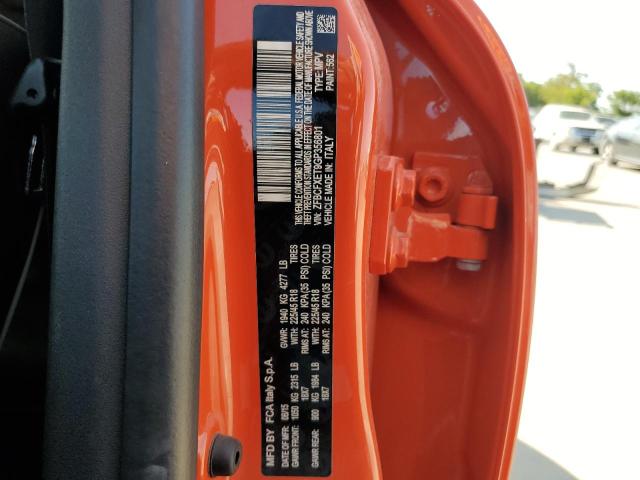 MFD BY FCA Italy S.p.A.
DATE OF MFR: 08/15 GVWR: 1940 KG 4277 LB
GAWR FRONT: 1050 KG 2315 LB WITH: 225/45 R18 TIRES
18X7 RIMS AT: 240 KPA (35 PSI) COLD
GAWR REAR: 900 KG 1984 LB WITH: 225/45 R18 TIRES
18X7 RIMS AT: 240 KPA (35 PSI) COLD
THIS VEHICLE CONFORMS TO ALL APPLICABLE U.S.A. FEDERAL MOTOR VEHICLE SAFETY AND
THEFT PREVENTION STANDARDS IN EFFECT ON THE DATE OF MANUFACTURE SHOWN ABOVE.
VIN: ZFBCFXET9GP356801 TYPE: MPV
VEHICLE MADE IN: ITALY PAINT: 562